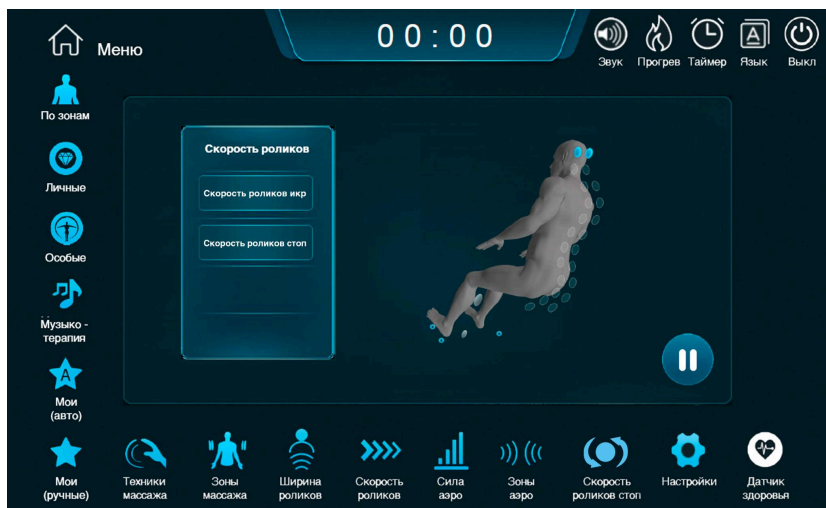 00:00
Меню
Звук
Прогрев
Таймер
Язык
Выкл
По зонам
Личные
Особые
Музыко -
терапия
Мои
(авто)
Мои
(ручные)
Скорость роликов
Скорость роликов икр
Скорость роликов стоп
Техники
массажа
Зоны
массажа
Ширина
роликов
Скорость
роликов
Сила
аэро
Зоны
аэро
Скорость
роликов стоп
Настройки
Датчик
здоровья
A
A